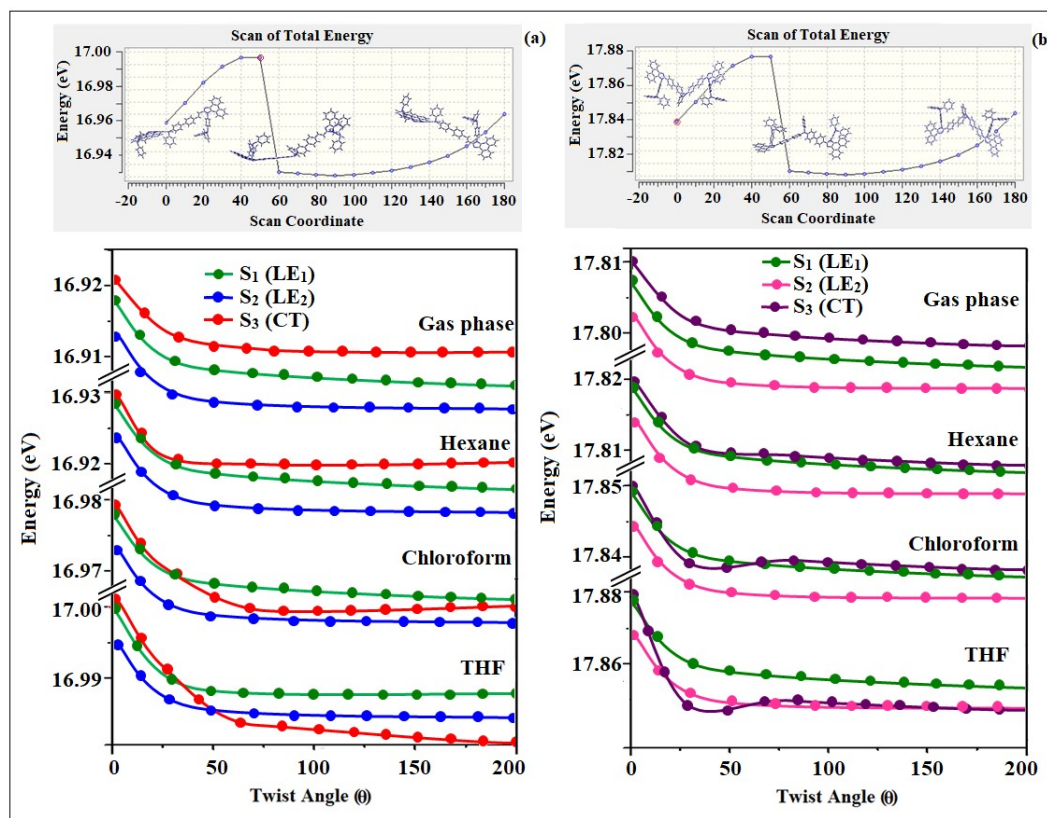 Scan of Total Energy
(a)
Energy (eV)
17.00
16.98
16.96
16.94
-20 0 20 40 60 80 100 120 140 160 180
Scan Coordinate
Scan of Total Energy
(b)
Energy (eV)
17.88
17.86
17.84
17.82
-20 0 20 40 60 80 100 120 140 160 180
Scan Coordinate
Energy (eV)
S₁ (LE₁)
S₂ (LE₂)
S₃ (CT)
16.92
Gas phase
16.91
16.93
Hexane
16.92
16.98
Chloroform
16.97
17.00
THF
16.99
0 50 100 150 200
Twist Angle (θ)
Energy (eV)
17.81
S₁ (LE₁)
S₂ (LE₂)
S₃ (CT)
Gas phase
17.80
17.82
Hexane
17.81
17.85
Chloroform
17.84
17.88
THF
17.86
0 50 100 150 200
Twist Angle (θ)